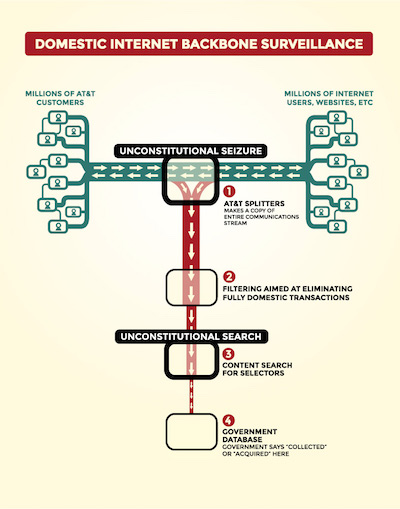 DOMESTIC INTERNET BACKBONE SURVEILLANCE
MILLIONS OF AT&T
CUSTOMERS
MILLIONS OF INTERNET
USERS, WEBSITES, ETC
UNCONSTITUTIONAL SEIZURE
1
AT&T SPLITTERS
MAKES A COPY OF
ENTIRE COMMUNICATIONS
STREAM
2
FILTERING AIMED AT ELIMINATING
FULLY DOMESTIC TRANSACTIONS
UNCONSTITUTIONAL SEARCH
3
CONTENT SEARCH
FOR SELECTORS
4
GOVERNMENT
DATABASE
GOVERNMENT SAYS "COLLECTED"
OR "ACQUIRED" HERE